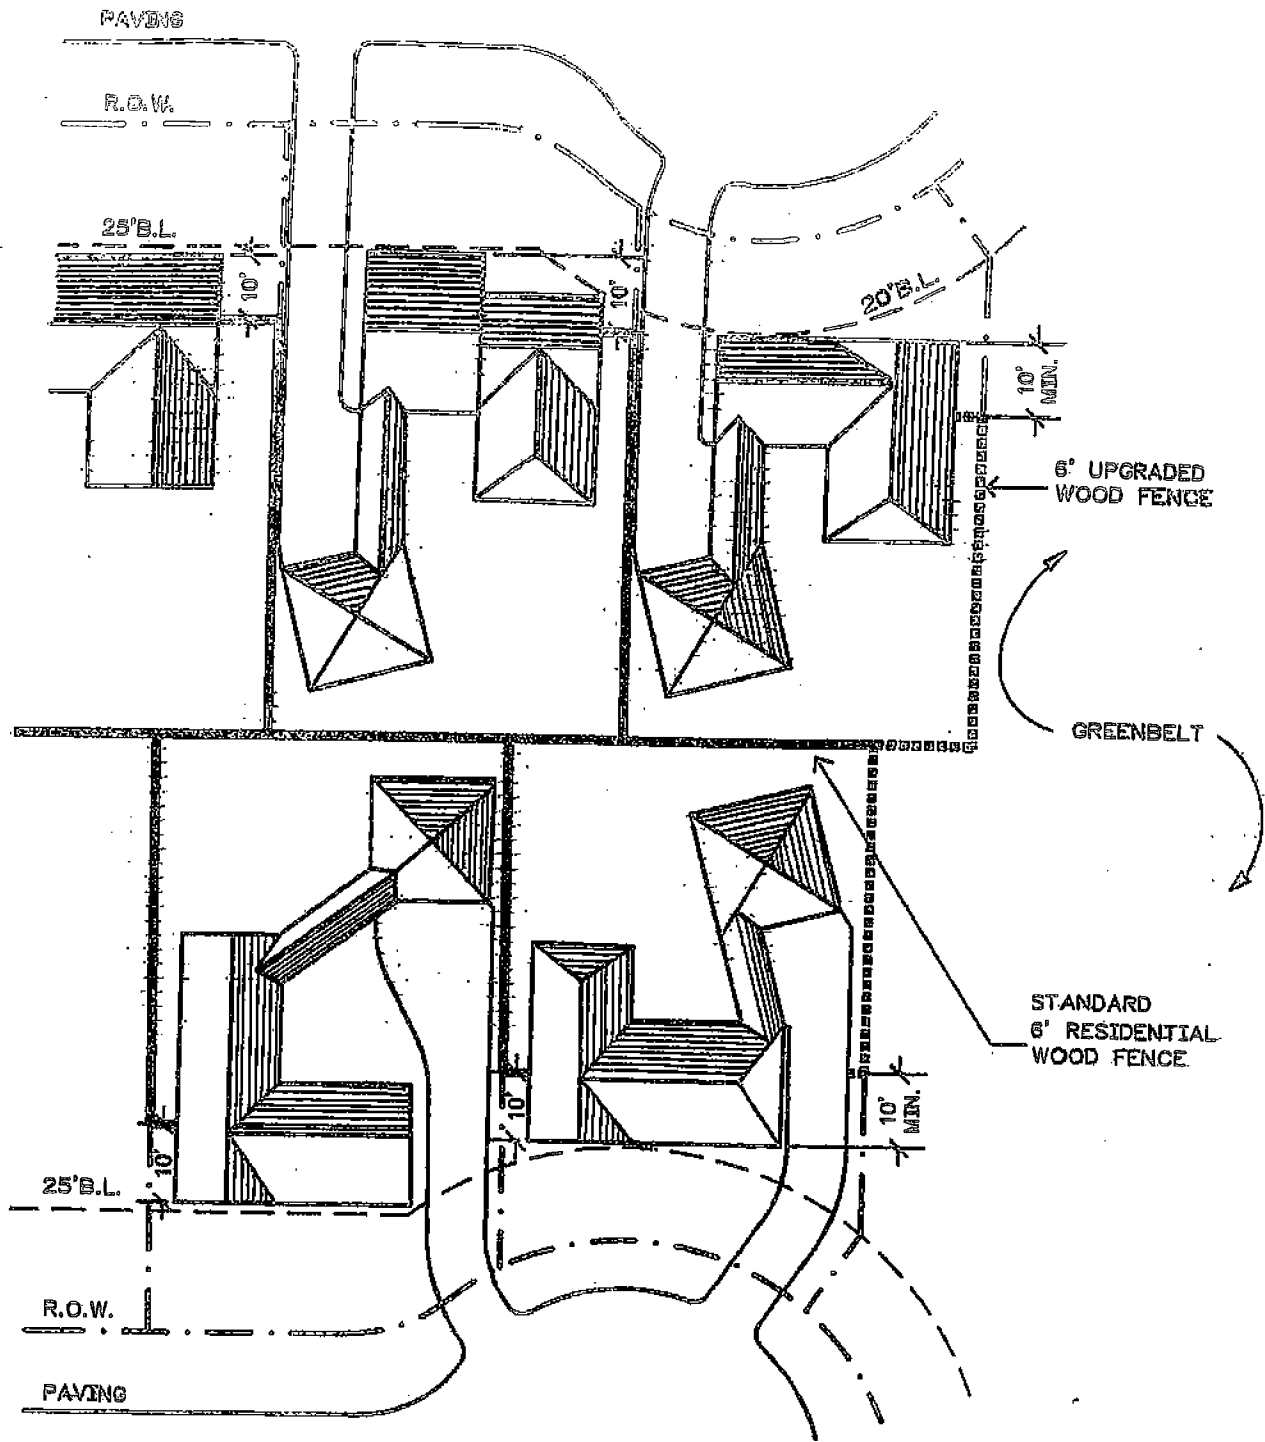 PAVING
R.O.W.
25'B.L.
10'
10'
20'B.L.
10'
MIN.
6' UPGRADED
WOOD FENCE
GREENBELT
STANDARD
6' RESIDENTIAL
WOOD FENCE
10'
10'
MIN.
10'
25'B.L.
R.O.W.
PAVING